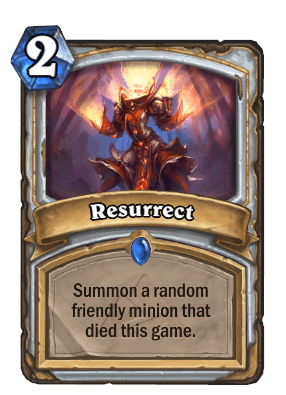 2
Resurrect
Summon a random
friendly minion that
died this game.